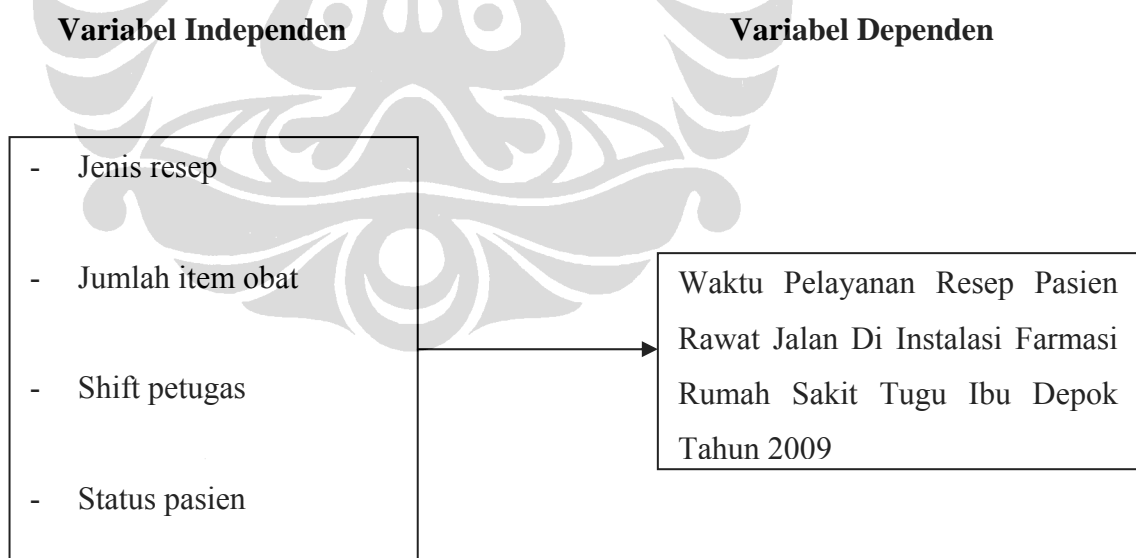 Variabel Independen
Variabel Dependen
- Jenis resep
- Jumlah item obat
- Shift petugas
- Status pasien
Waktu Pelayanan Resep Pasien
Rawat Jalan Di Instalasi Farmasi
Rumah Sakit Tugu Ibu Depok
Tahun 2009